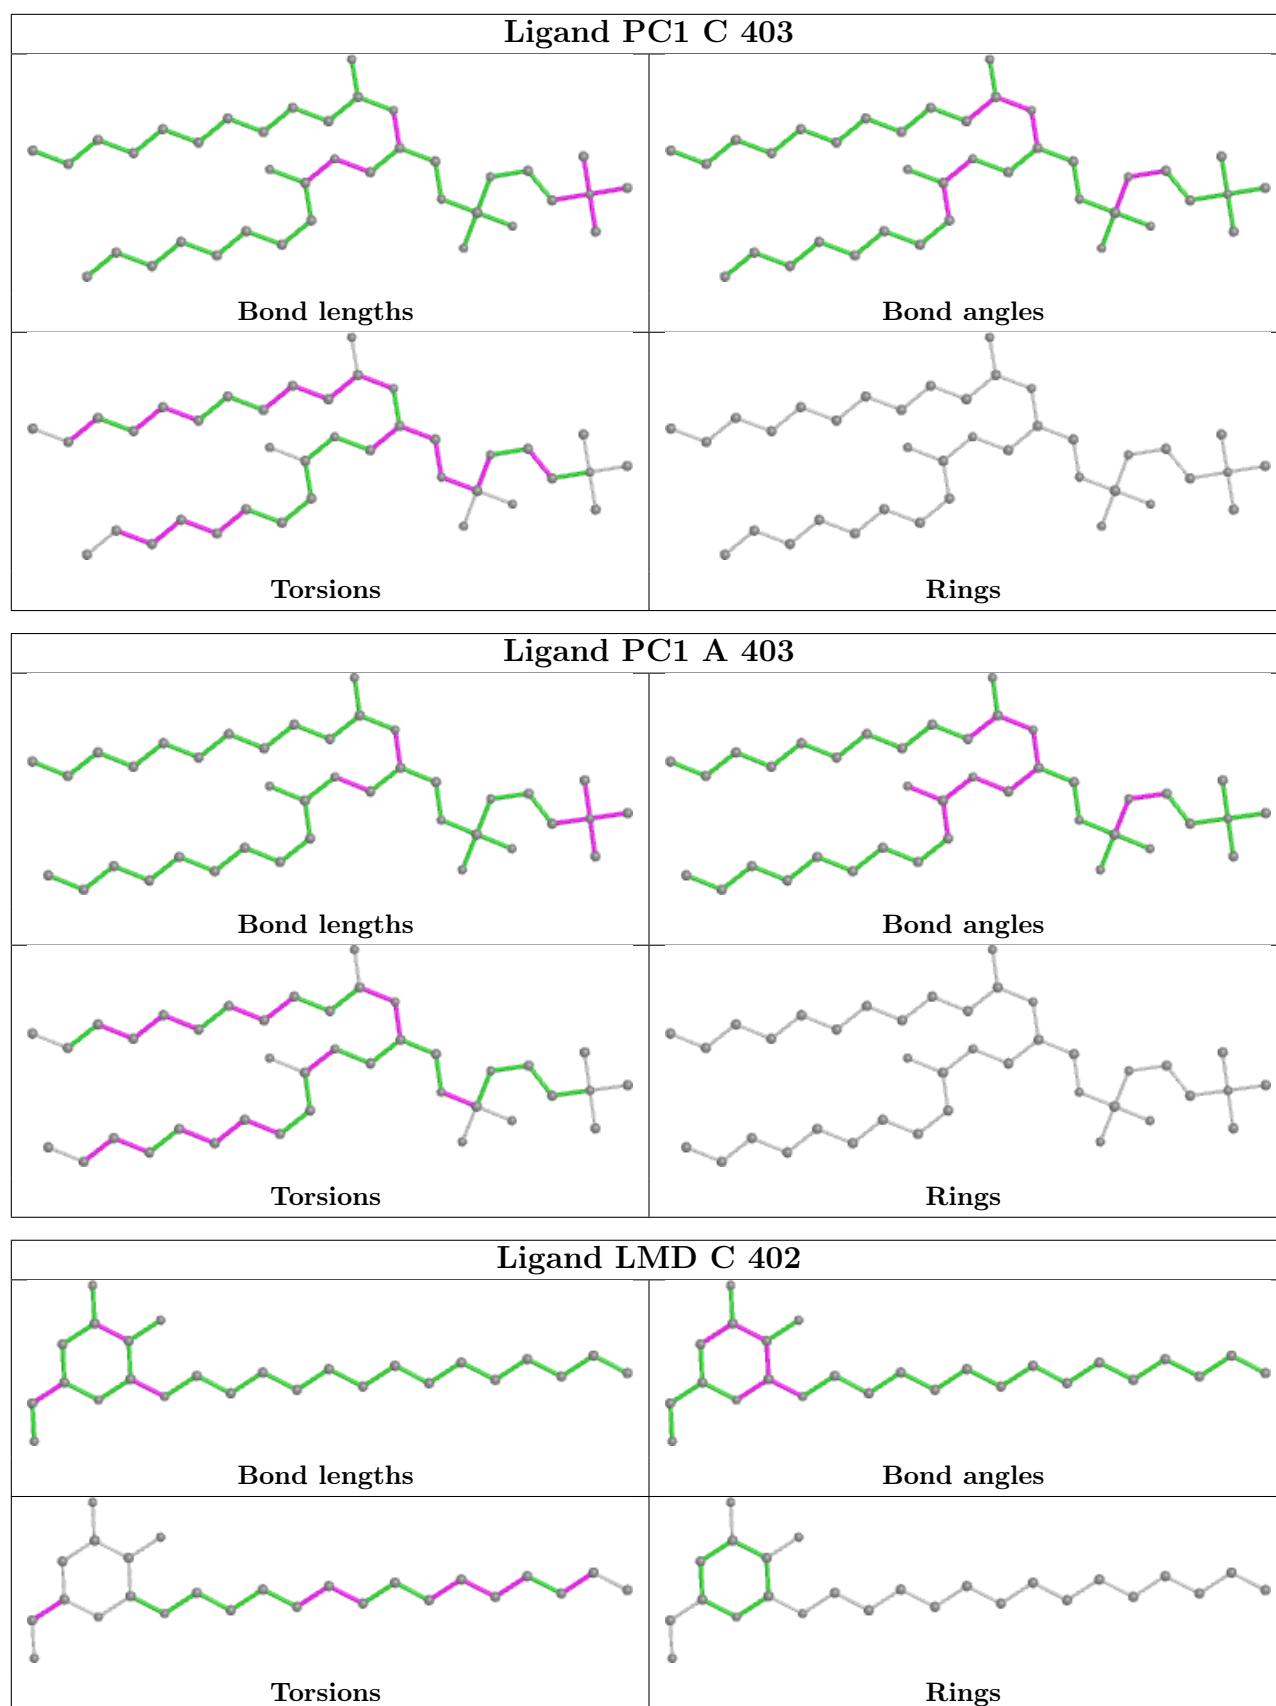 Ligand PC1 C 403
Bond lengths
Bond angles
Torsions
Rings
Ligand PC1 A 403
Bond lengths
Bond angles
Torsions
Rings
Ligand LMD C 402
Bond lengths
Bond angles
Torsions
Rings